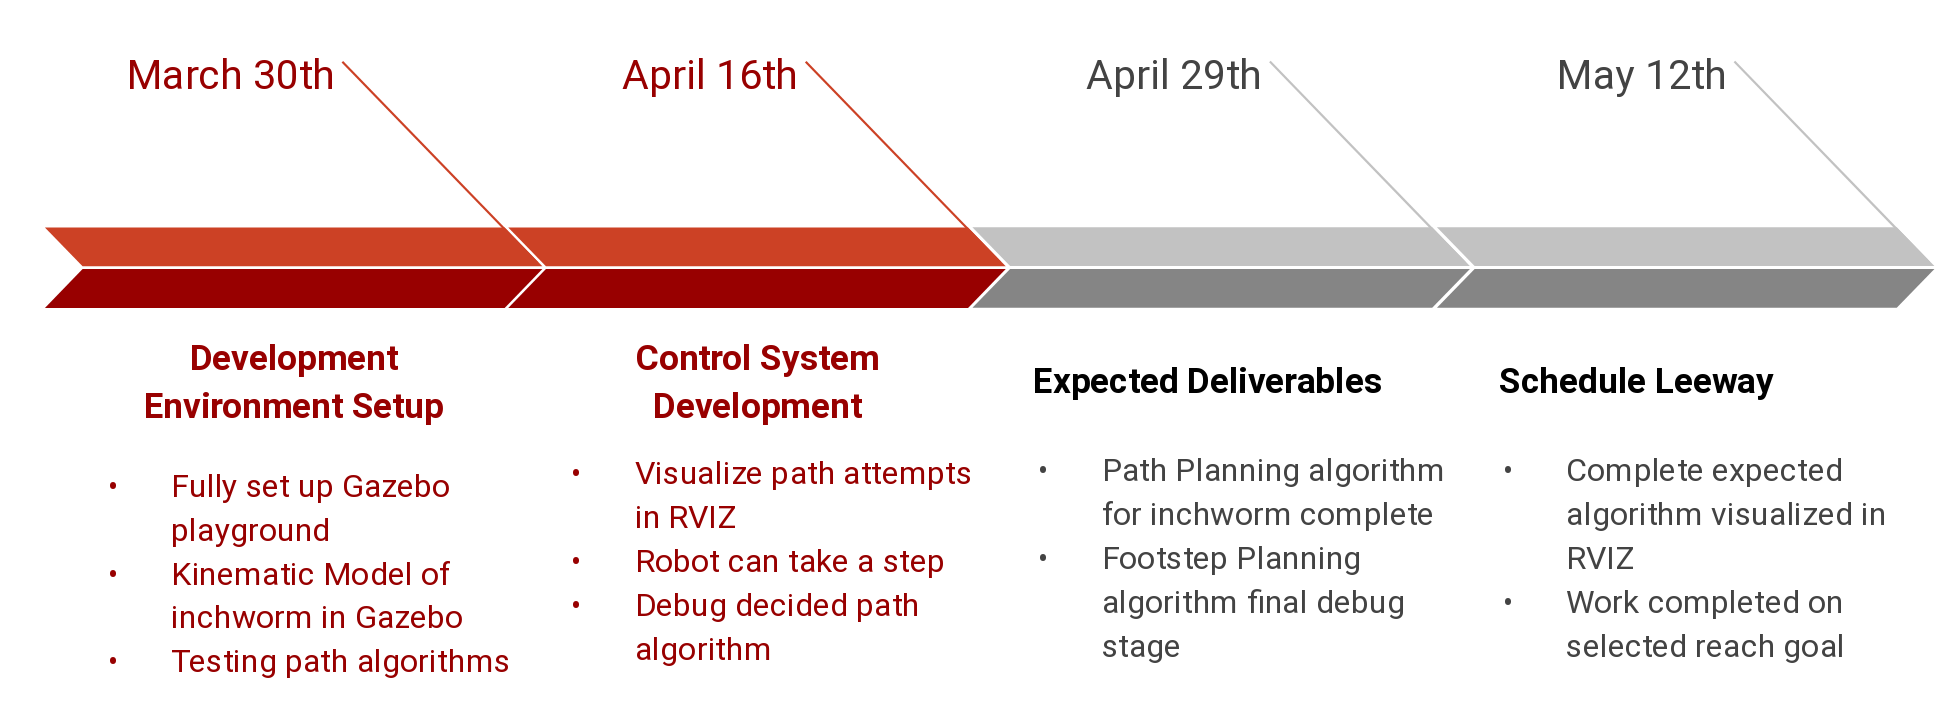 March 30th
April 16th
April 29th
May 12th
Development
Environment Setup
• Fully set up Gazebo
playground
• Kinematic Model of
inchworm in Gazebo
• Testing path algorithms
Control System
Development
• Visualize path attempts
in RVIZ
• Robot can take a step
• Debug decided path
algorithm
Expected Deliverables
• Path Planning algorithm
for inchworm complete
• Footstep Planning
algorithm final debug
stage
Schedule Leeway
• Complete expected
algorithm visualized in
RVIZ
• Work completed on
selected reach goal